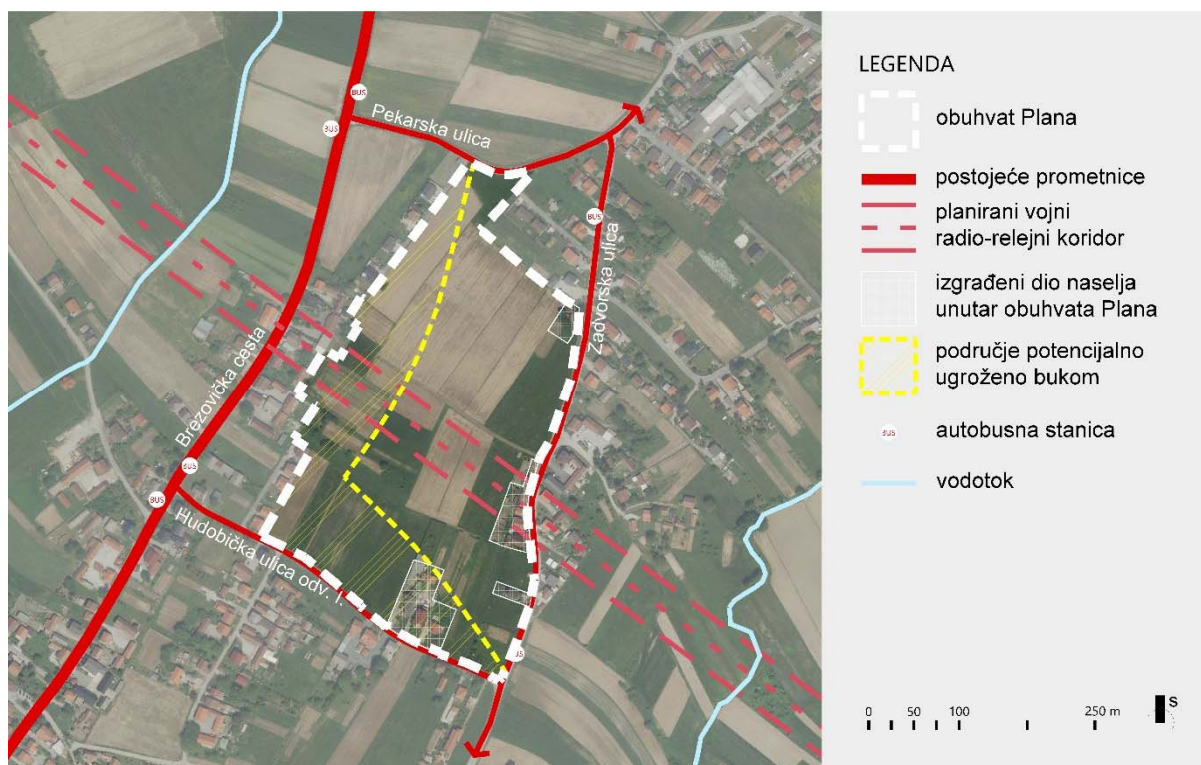 BUS
BUS
Pekarska ulica
BUS
Zadvorska ulica
Brezovička cesta
BUS
BUS
Hudobička ulica odv. I.
US
LEGENDA
obuhvat Plana
postojeće prometnice
planirani vojni
radio-relejni koridor
izgrađeni dio naselja
unutar obuhvata Plana
područje potencijalno
ugroženo bukom
BUS
autobusna stanica
vodotok
0 50 100 250 m
S